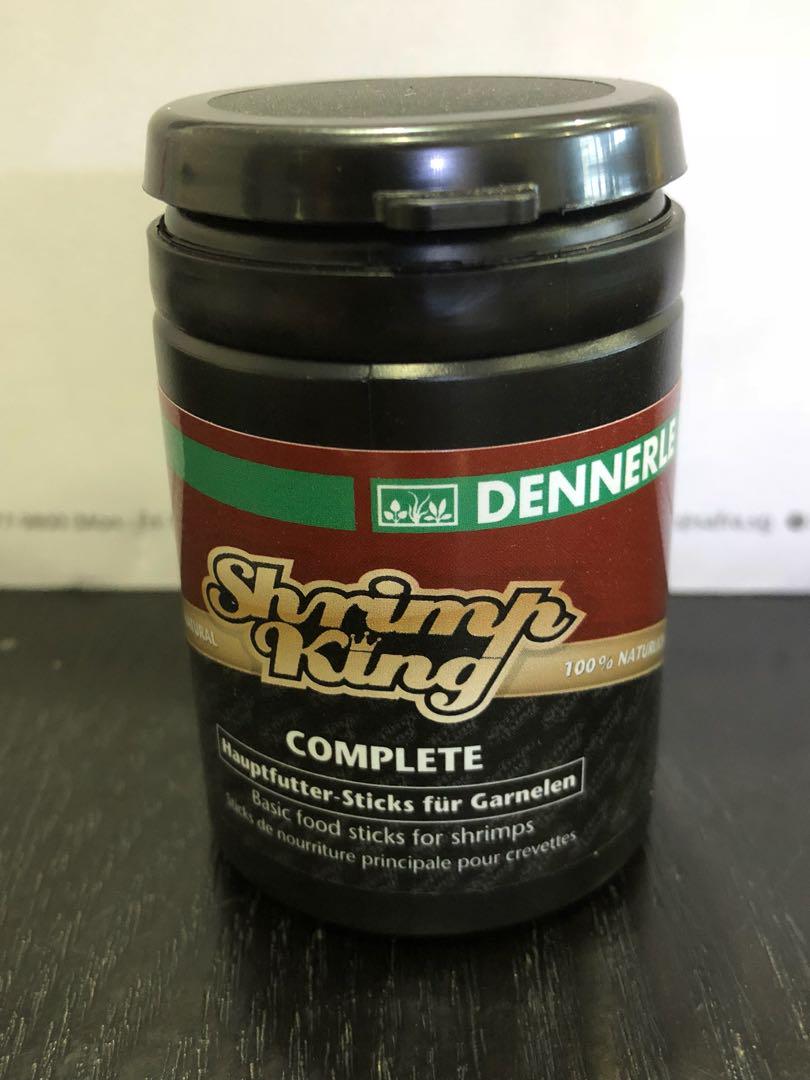 DENNERLE
Shrimp
King
100% NATÜRLICH
COMPLETE
Hauptfutter-Sticks für Garnelen
Basic food sticks for shrimps
Sticks de nourriture principale pour crevettes